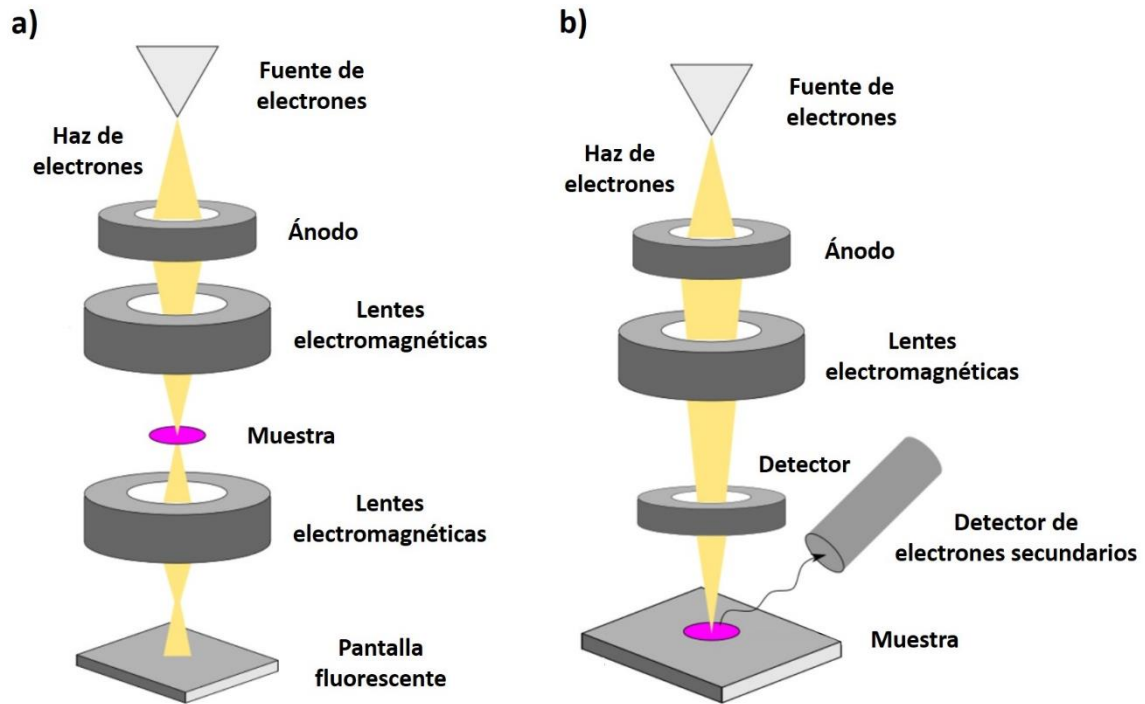 a)
Fuente de
electrones
Haz de
electrones
Ánodo
Lentes
electromagnéticas
Muestra
Lentes
electromagnéticas
Pantalla
fluorescente
b)
Fuente de
electrones
Haz de
electrones
Ánodo
Lentes
electromagnéticas
Detector
Detector de
electrones secundarios
Muestra